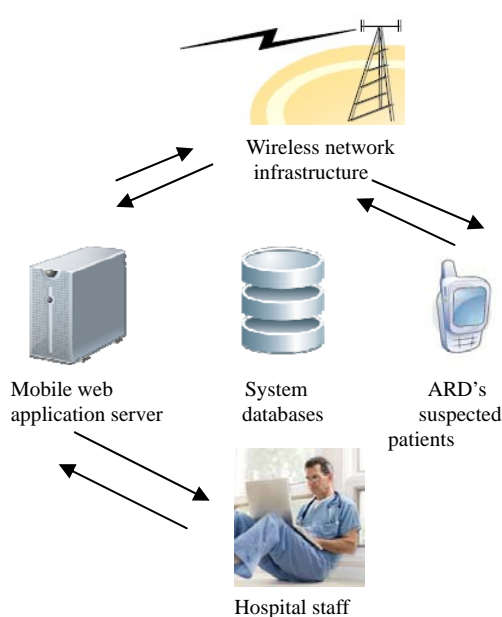 Wireless network
infrastructure
Mobile web
application server
System
databases
ARD's
suspected
patients
Hospital staff